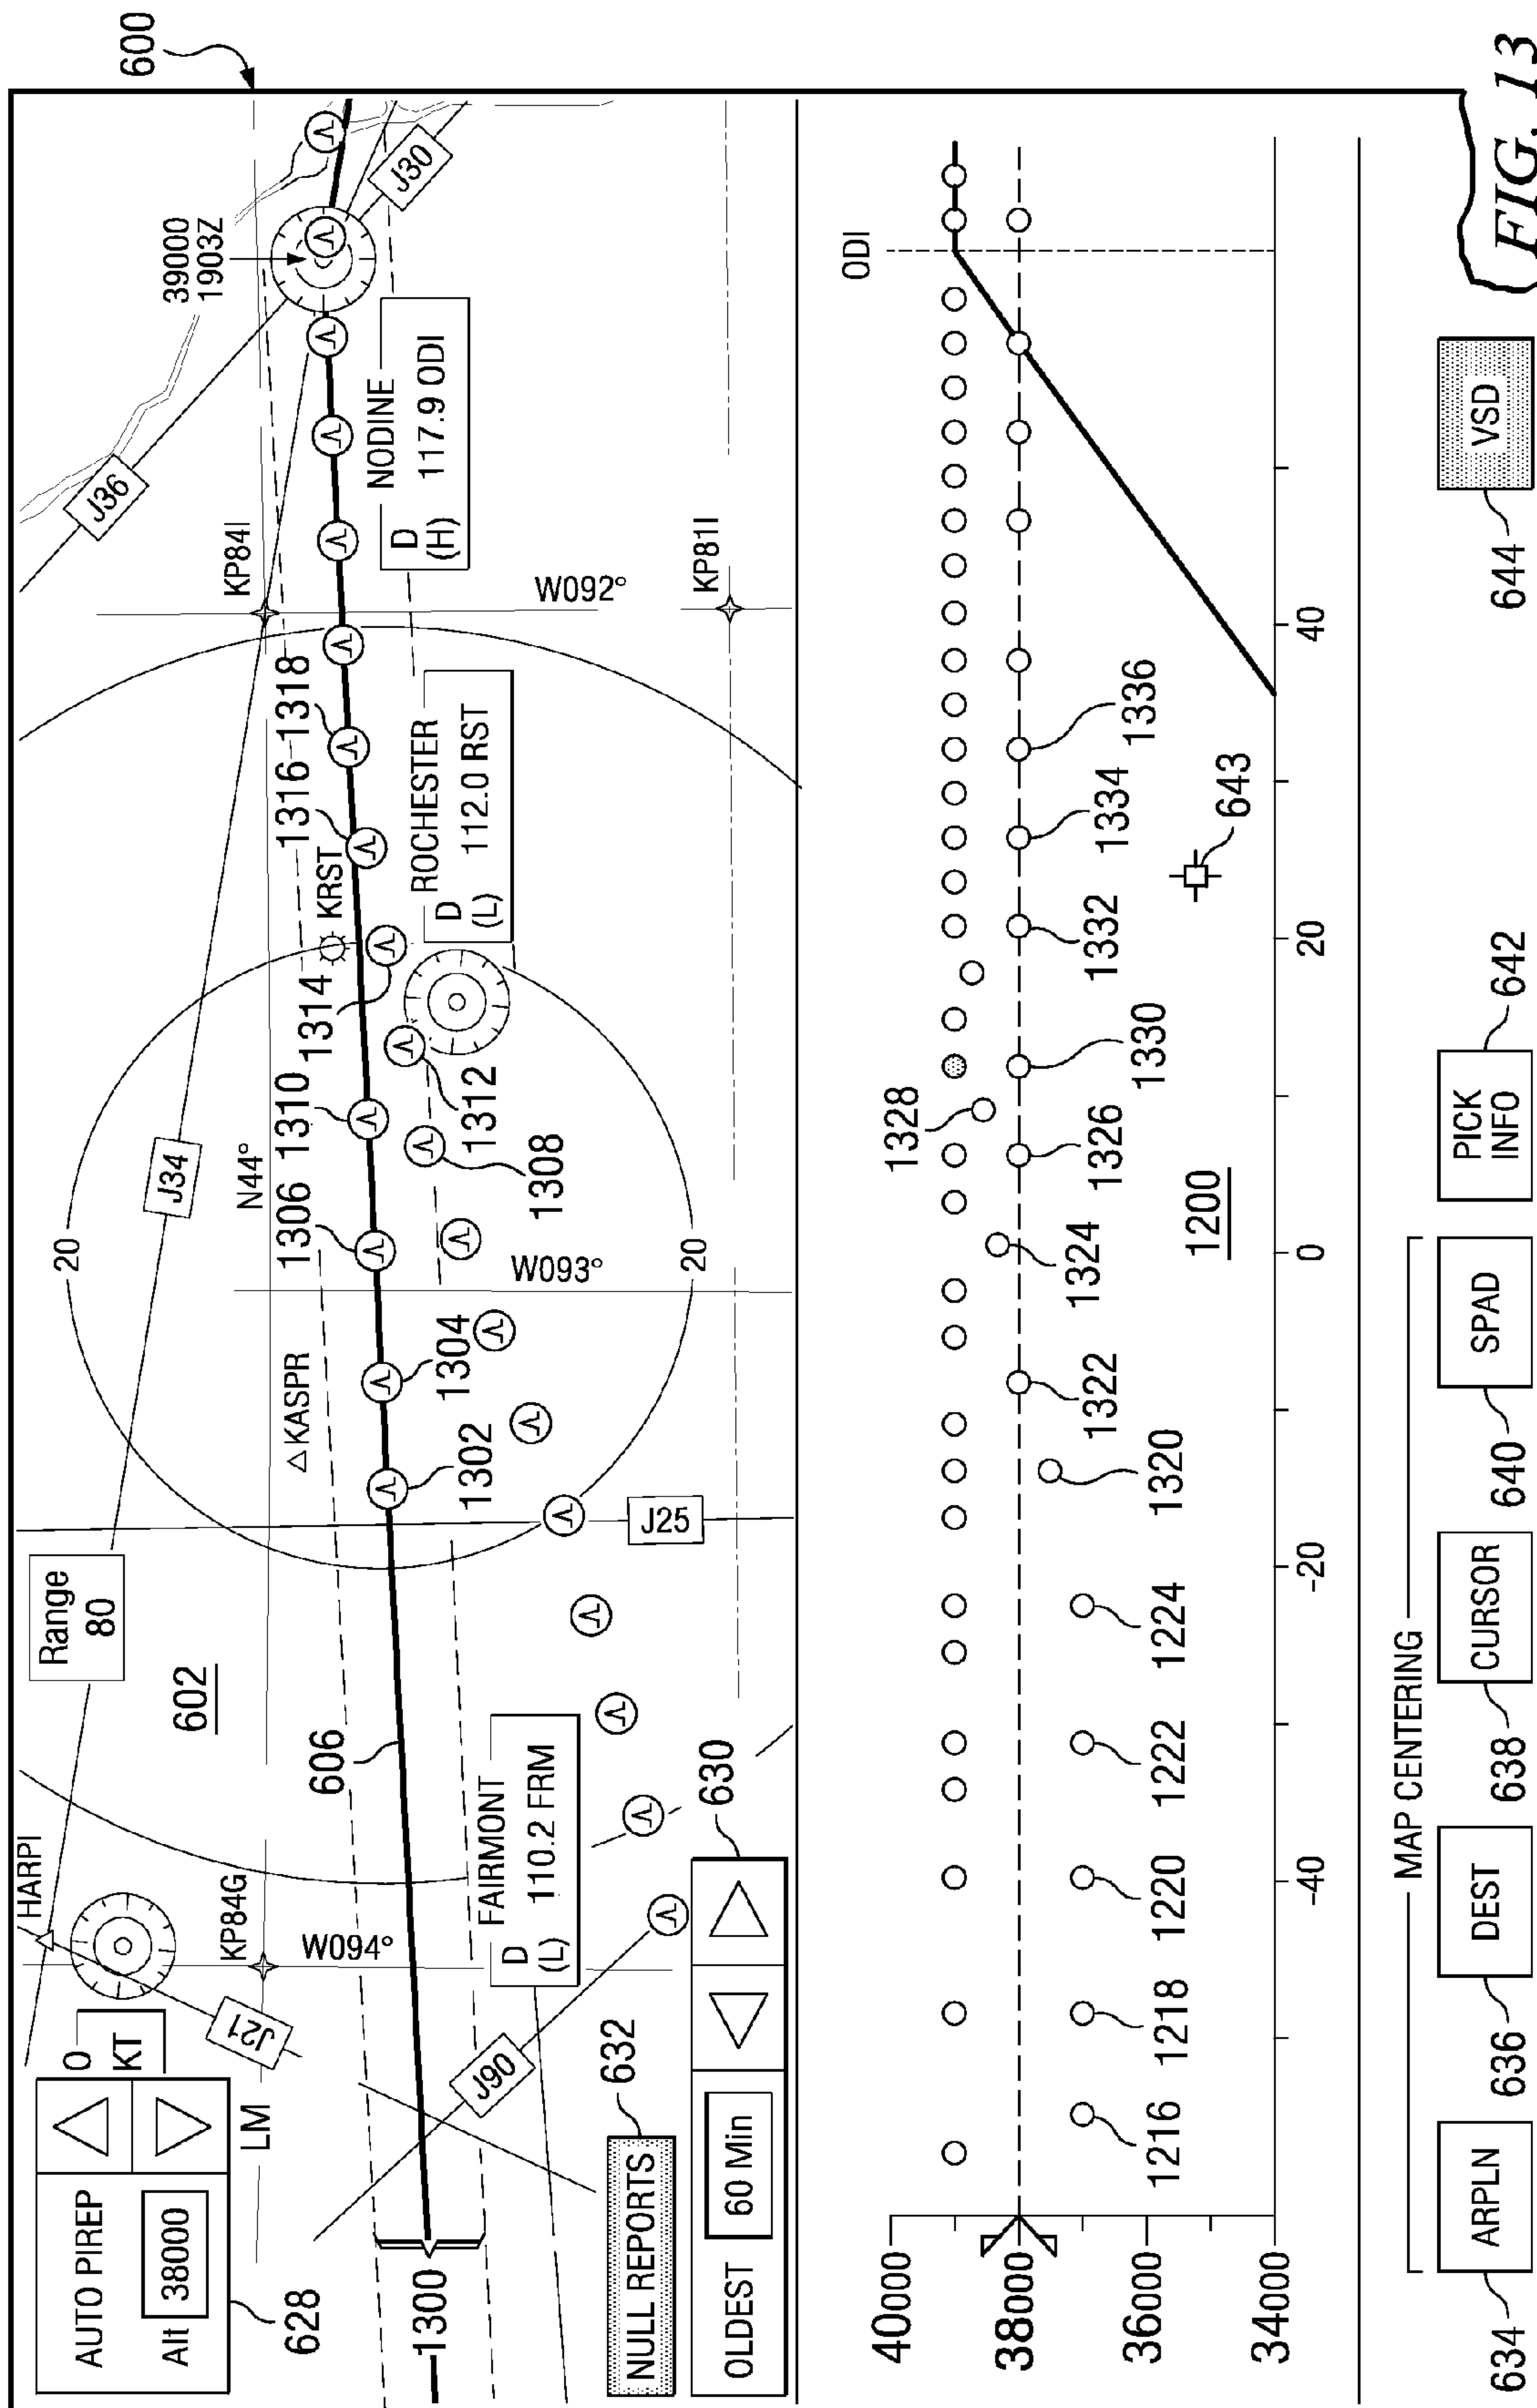 600
AUTO PIREP
Alt 38000
0
KT
LM
628
HARPI
J21
KP84G
W094°
Range
80
602
606
J34
N44°
20
△KASPR
J25
W093°
20
1302
1304
1306
1308
1310
1312
1314
1316
1318
KRST
D
(L)
ROCHESTER
112.0 RST
D
(L)
FAIRMONT
110.2 FRM
J90
1300
KP84I
W092°
KP81I
J36
39000
1903Z
J30
D
(H)
NODINE
117.9 ODI
632
NULL REPORTS
OLDEST
60 Min
630
ODI
40000
38000
36000
34000
-40
-20
0
20
40
1216
1218
1220
1222
1224
1320
1322
1324
1326
1328
1330
1332
1334
1336
1200
643
MAP CENTERING
634
ARPLN
636
DEST
638
CURSOR
640
SPAD
PICK
INFO
642
644
VSD
FIG. 13